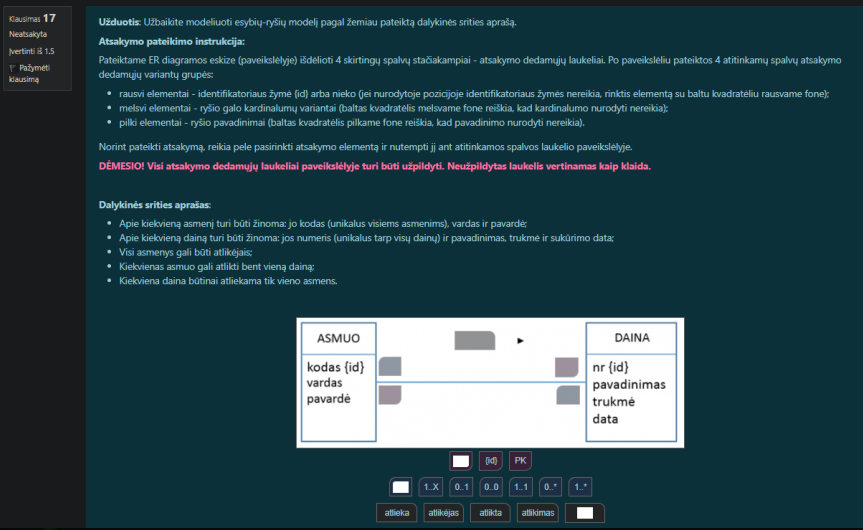 Klausimas 17
Neatsakyta
Įvertinti iš 1.5
Pažymėti
klausimą
Užduotis: Užbaikite modeliuoti esybių-ryšių modelį pagal žemiau pateiktą dalykinės srities aprašą.
Atsakymo pateikimo instrukcija:
Pateiktame ER diagramos eskize (paveikslėlyje) išdėlioti 4 skirtingų spalvų stačiakampiai - atsakymo dedamųjų laukeliai. Po paveikslėliu pateiktos 4 atitinkamų spalvų atsakymo
dedamųjų variantų grupės:
• rausvi elementai - identifikatoriaus žymė {id} arba nieko (jei nurodytoje pozicijoje identifikatoriaus žymės nereikia, rinktis elementą su baltu kvadratėliu rausvame fone);
• melsvi elementai - ryšio galo kardinalumų variantai (baltas kvadratėlis melsvame fone reiškia, kad kardinalumo nurodyti nereikia);
• pilki elementai - ryšio pavadinimai (baltas kvadratėlis pilkame fone reiškia, kad pavadinimo nurodyti nereikia).
Norint pateikti atsakymą, reikia pele pasirinkti atsakymo elementą ir nutempti jį ant atitinkamos spalvos laukelio paveikslėlyje.
DĖMESIO! Visi atsakymo dedamųjų laukeliai paveikslėlyje turi būti užpildyti. Neužpildytas laukelis vertinamas kaip klaida.
Dalykinės srities aprašas:
• Apie kiekvieną asmenį turi būti žinoma: jo kodas (unikalus visiems asmenims), vardas ir pavardė;
• Apie kiekvieną dainą turi būti žinoma: jos numeris (unikalus tarp visų dainų) ir pavadinimas, trukmė ir sukūrimo data;
• Visi asmenys gali būti atlikėjais;
• Kiekvienas asmuo gali atlikti bent vieną dainą;
• Kiekviena daina būtinai atliekama tik vieno asmens.
ASMUO
DAINA
kodas {id}
vardas
pavardė
nr {id}
pavadinimas
trukmė
data
{id} PK
1..X 0..1 0..0 1..1 0..* 1..*
atlieka atlikėjas atlikta atlikimas